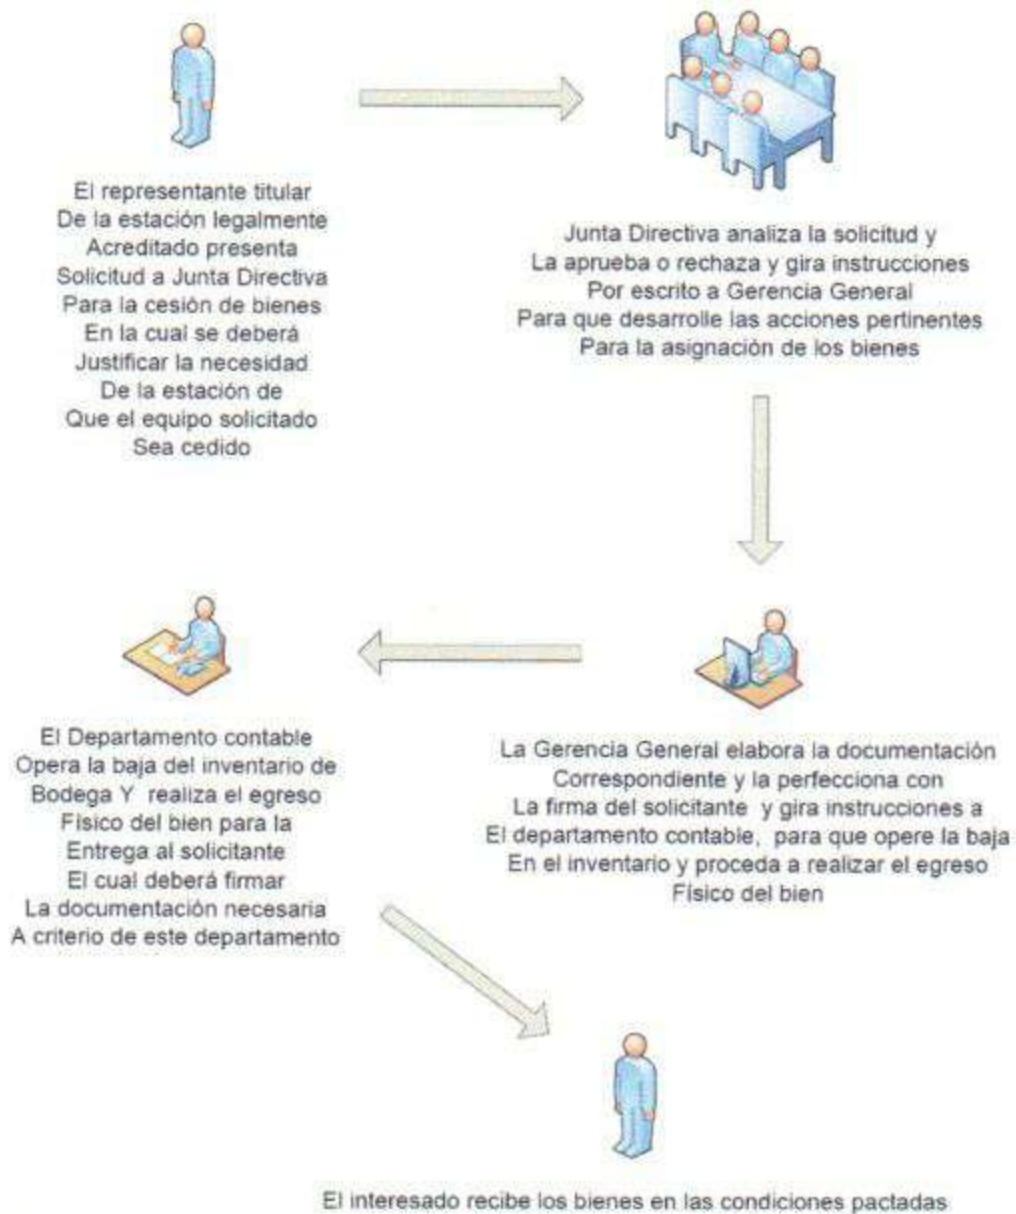 El representante titular
De la estación legalmente
Acreditado presenta
Solicitud a Junta Directiva
Para la cesión de bienes
En la cual se deberá
Justificar la necesidad
De la estación de
Que el equipo solicitado
Sea cedido
Junta Directiva analiza la solicitud y
La aprueba o rechaza y gira instrucciones
Por escrito a Gerencia General
Para que desarrolle las acciones pertinentes
Para la asignación de los bienes
La Gerencia General elabora la documentación
Correspondiente y la perfecciona con
La firma del solicitante y gira instrucciones a
El departamento contable, para que opere la baja
En el inventario y proceda a realizar el egreso
Físico del bien
El Departamento contable
Opera la baja del inventario de
Bodega Y realiza el egreso
Físico del bien para la
Entrega al solicitante
El cual deberá firmar
La documentación necesaria
A criterio de este departamento
El interesado recibe los bienes en las condiciones pactadas